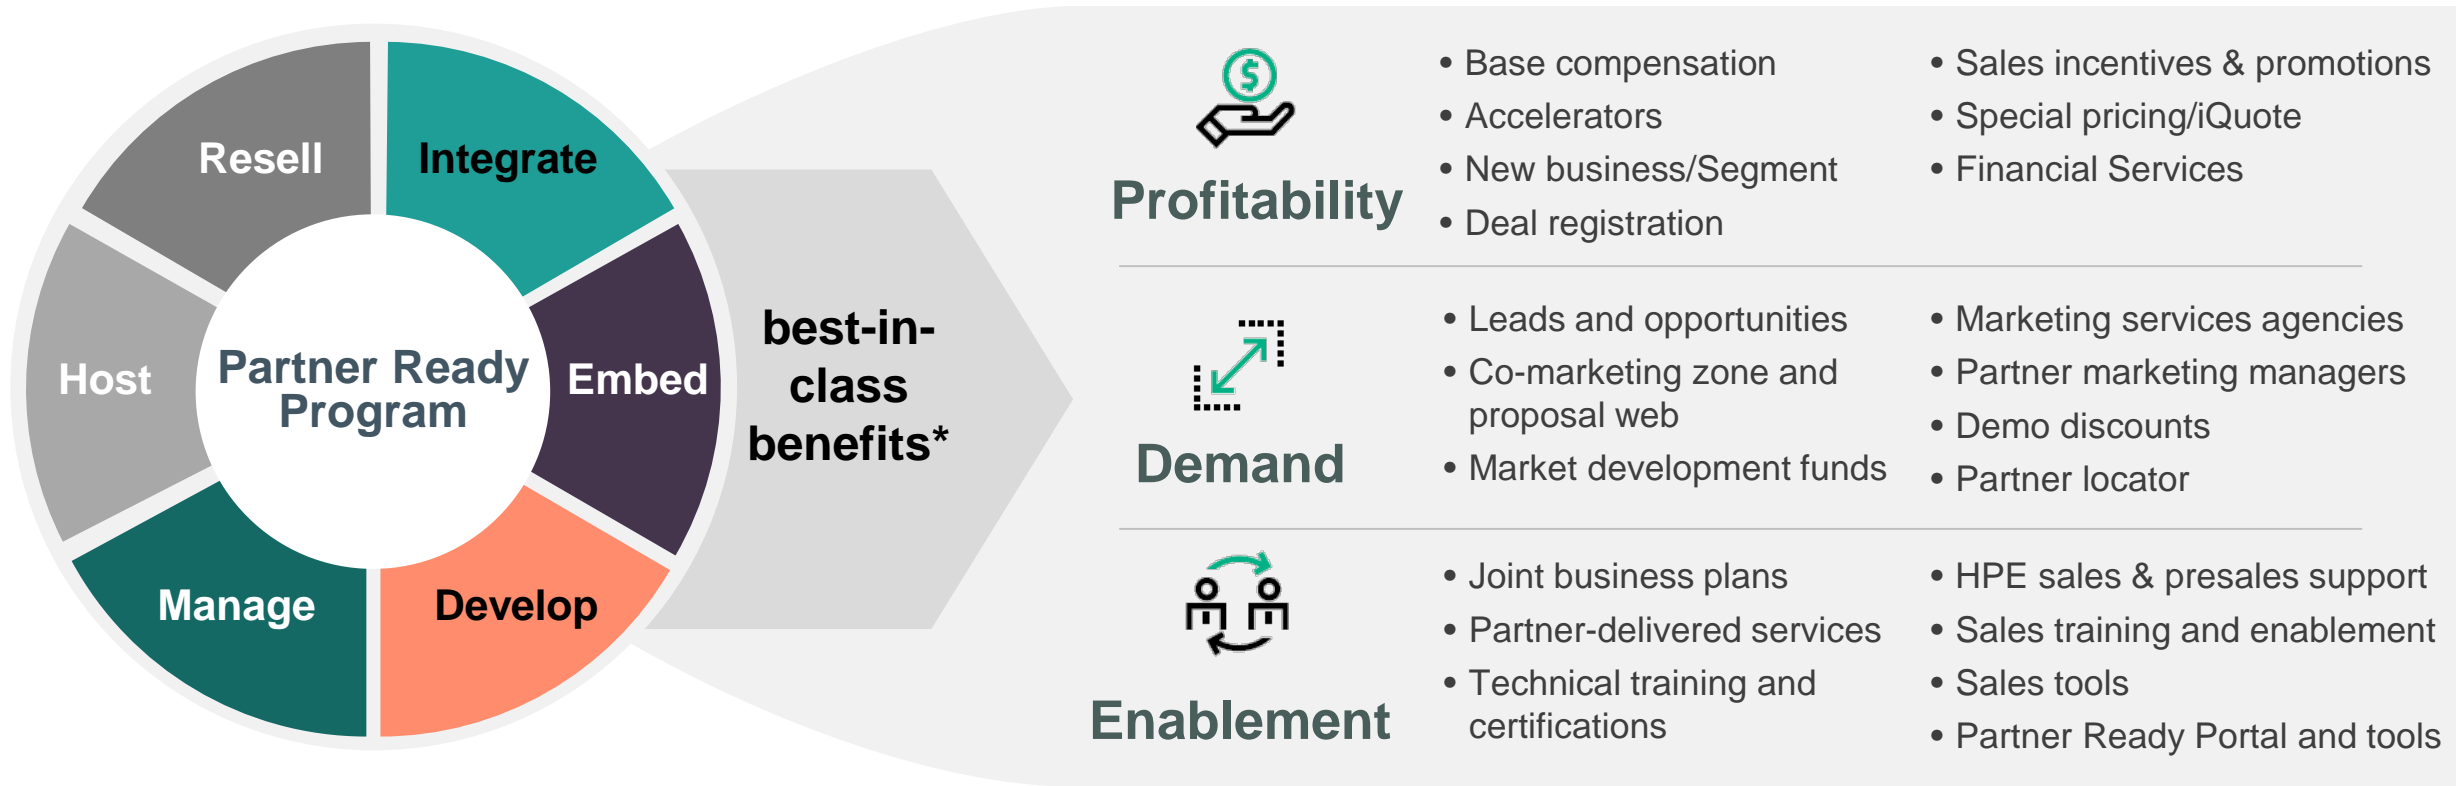 Resell
Integrate
Host
Partner Ready
Program
Embed
Manage
Develop
best-in-
class
benefits*
$
Profitability
• Base compensation
• Accelerators
• New business/Segment
• Deal registration
• Sales incentives & promotions
• Special pricing/iQuote
• Financial Services
Demand
• Leads and opportunities
• Co-marketing zone and
proposal web
• Market development funds
• Marketing services agencies
• Partner marketing managers
• Demo discounts
• Partner locator
Enablement
• Joint business plans
• Partner-delivered services
• Technical training and
certifications
• HPE sales & presales support
• Sales training and enablement
• Sales tools
• Partner Ready Portal and tools